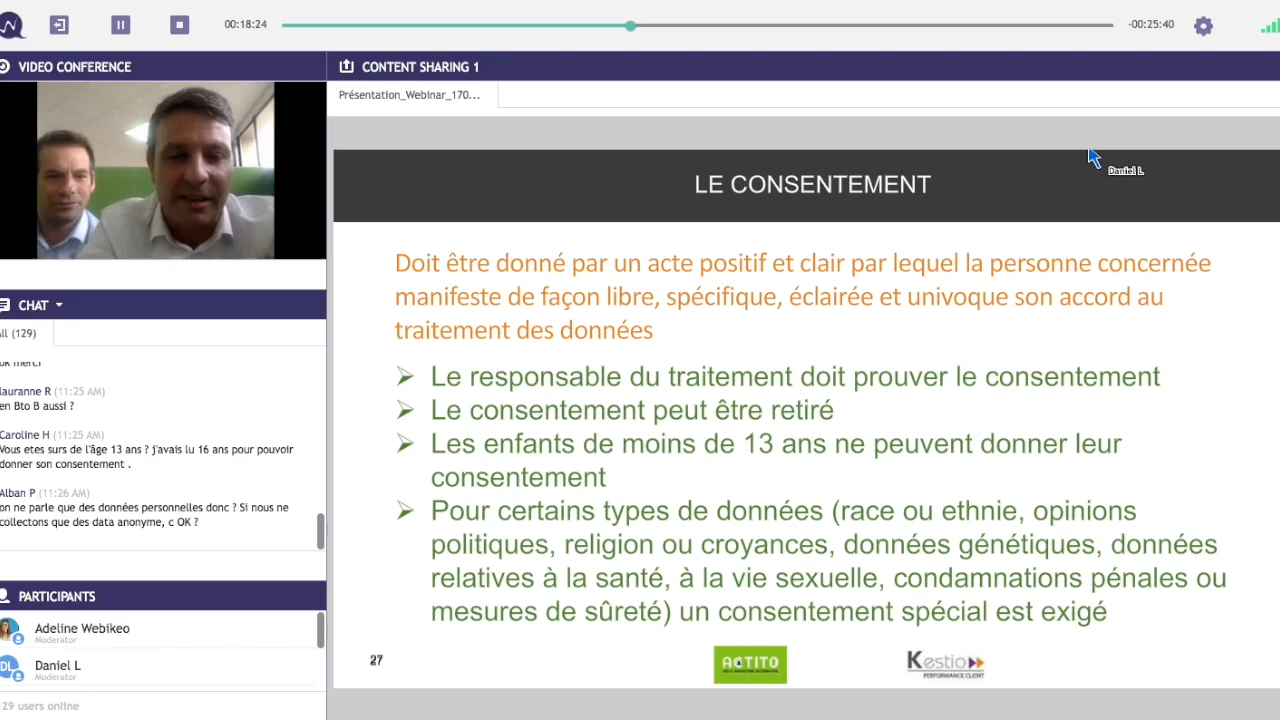 00:18:24
-00:25:40
VIDEO CONFERENCE
CONTENT SHARING 1
Présentation_Webinar_170...
Daniel L
LE CONSENTEMENT
Doit être donné par un acte positif et clair par lequel la personne concernée
manifeste de façon libre, spécifique, éclairée et univoque son accord au
traitement des données
Le responsable du traitement doit prouver le consentement
Le consentement peut être retiré
Les enfants de moins de 13 ans ne peuvent donner leur
consentement
Pour certains types de données (race ou ethnie, opinions
politiques, religion ou croyances, données génétiques, données
relatives à la santé, à la vie sexuelle, condamnations pénales ou
mesures de sûreté) un consentement spécial est exigé
27
ACTITO
Kestio
PERFORMANCE CLIENT
CHAT
All (129)
ok merci
lauranne R (11:25 AM)
en Bto B aussi ?
Caroline H (11:25 AM)
Vous etes surs de l'âge 13 ans ? j'avais lu 16 ans pour pouvoir
donner son consentement .
Alban P (11:26 AM)
on ne parle que des données personnelles donc ? Si nous ne
collectons que des data anonyme, c OK ?
PARTICIPANTS
Adeline Webikeo
Moderator
DL
Daniel L
Moderator
29 users online